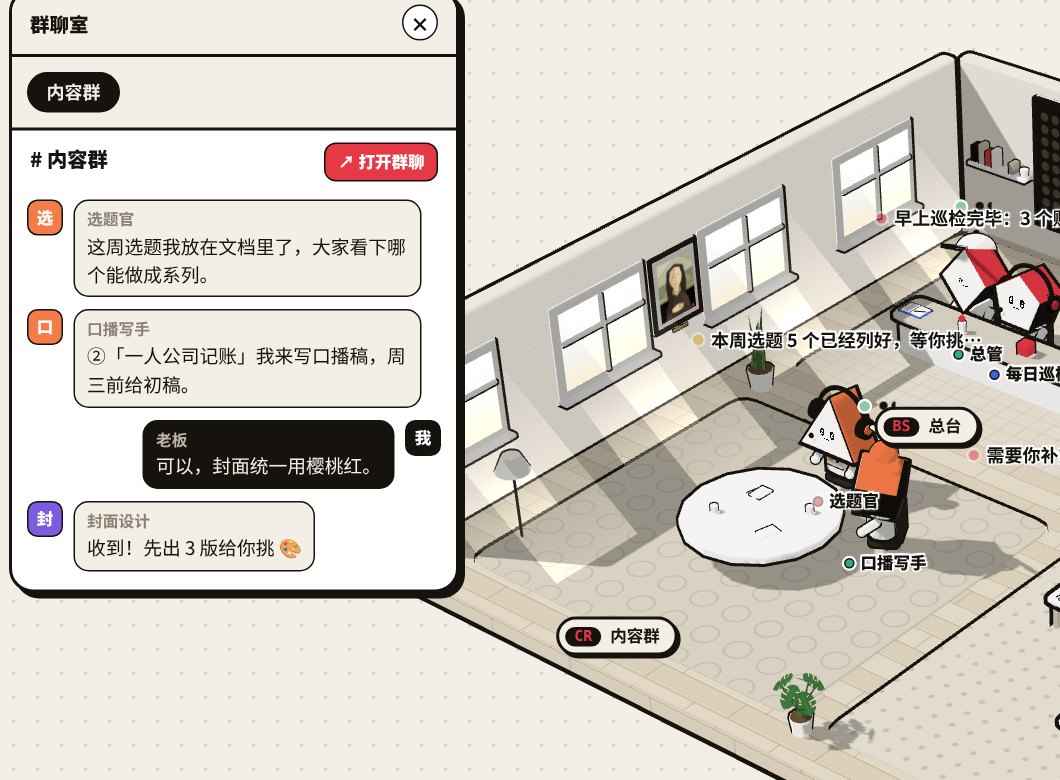 群聊室
内容群
# 内容群
↗ 打开群聊
选
选题官
这周选题我放在文档里了，大家看下哪
个能做成系列。
口
口播写手
②「一人公司记账」我来写口播稿，周
三前给初稿。
老板
可以，封面统一用樱桃红。
我
封
封面设计
收到！先出 3 版给你挑 🎨
早上巡检完毕：3 个
本周选题 5 个已经列好，等你挑…
总管
每日巡
BS 总台
需要你补
选题官
口播写手
CR 内容群